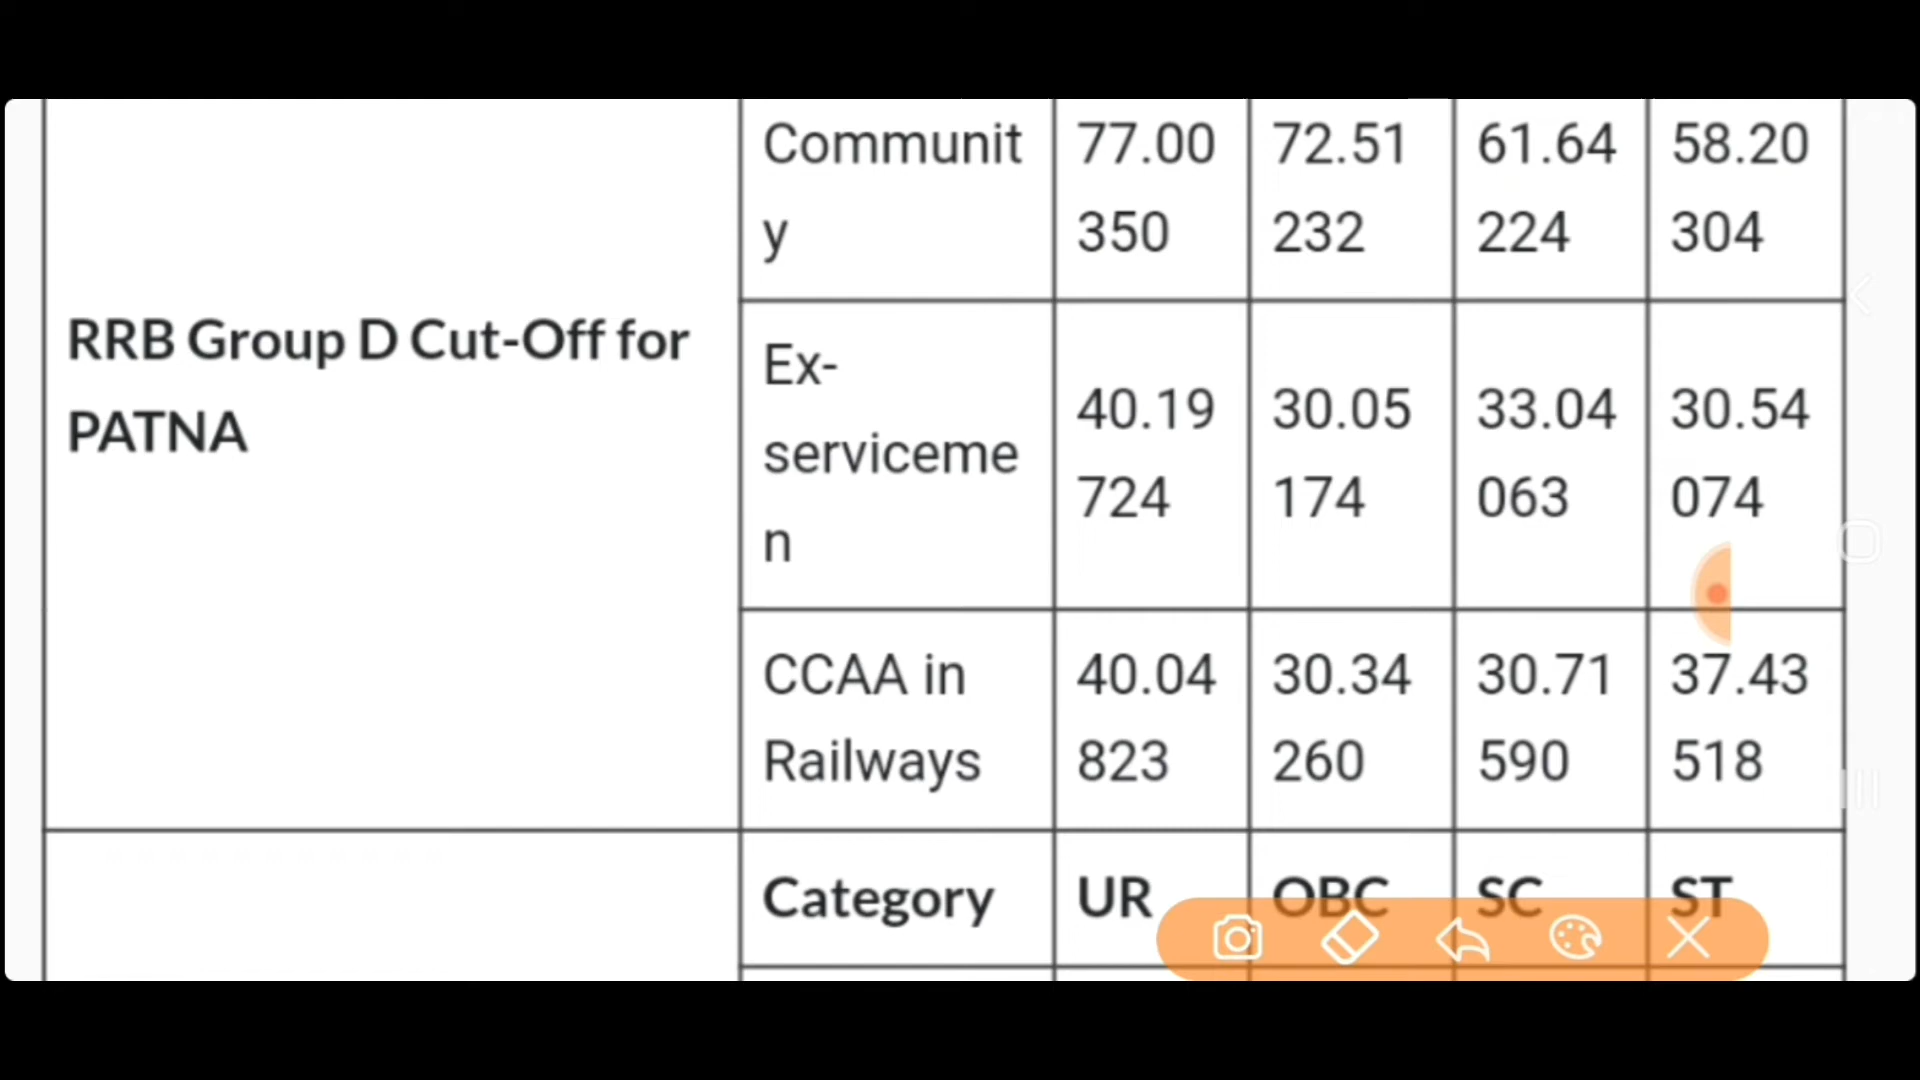 Communit 77.00 72.51 61.64 58.20
y 350 232 224 304
RRB Group D Cut-Off for
PATNA
Ex-
serviceme
n
40.19 30.05 33.04 30.54
724 174 063 074
CCAA in 40.04 30.34 30.71 37.43
Railways 823 260 590 518
Category UR OBC SC ST